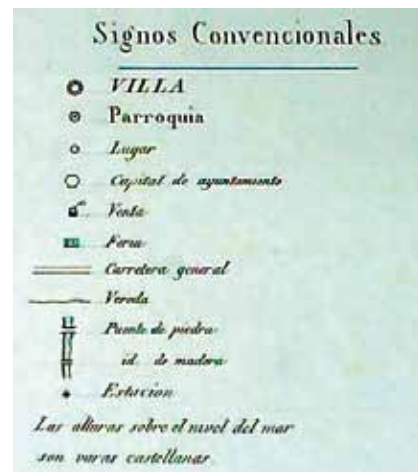 Signos Convencionales
VILLA
Parroquia
Lugar
Capital de ayuntamiento
Venta
Feria
Carretera general
Vereda
Puente de piedra
id. de madera
Estacion
Las alturas sobre el nivel del mar
son varas castellanas